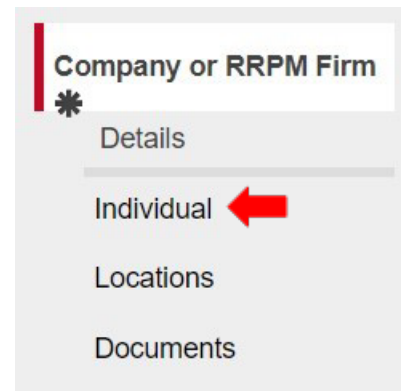 Company or RRPM Firm
✱
Details
Individual
Locations
Documents